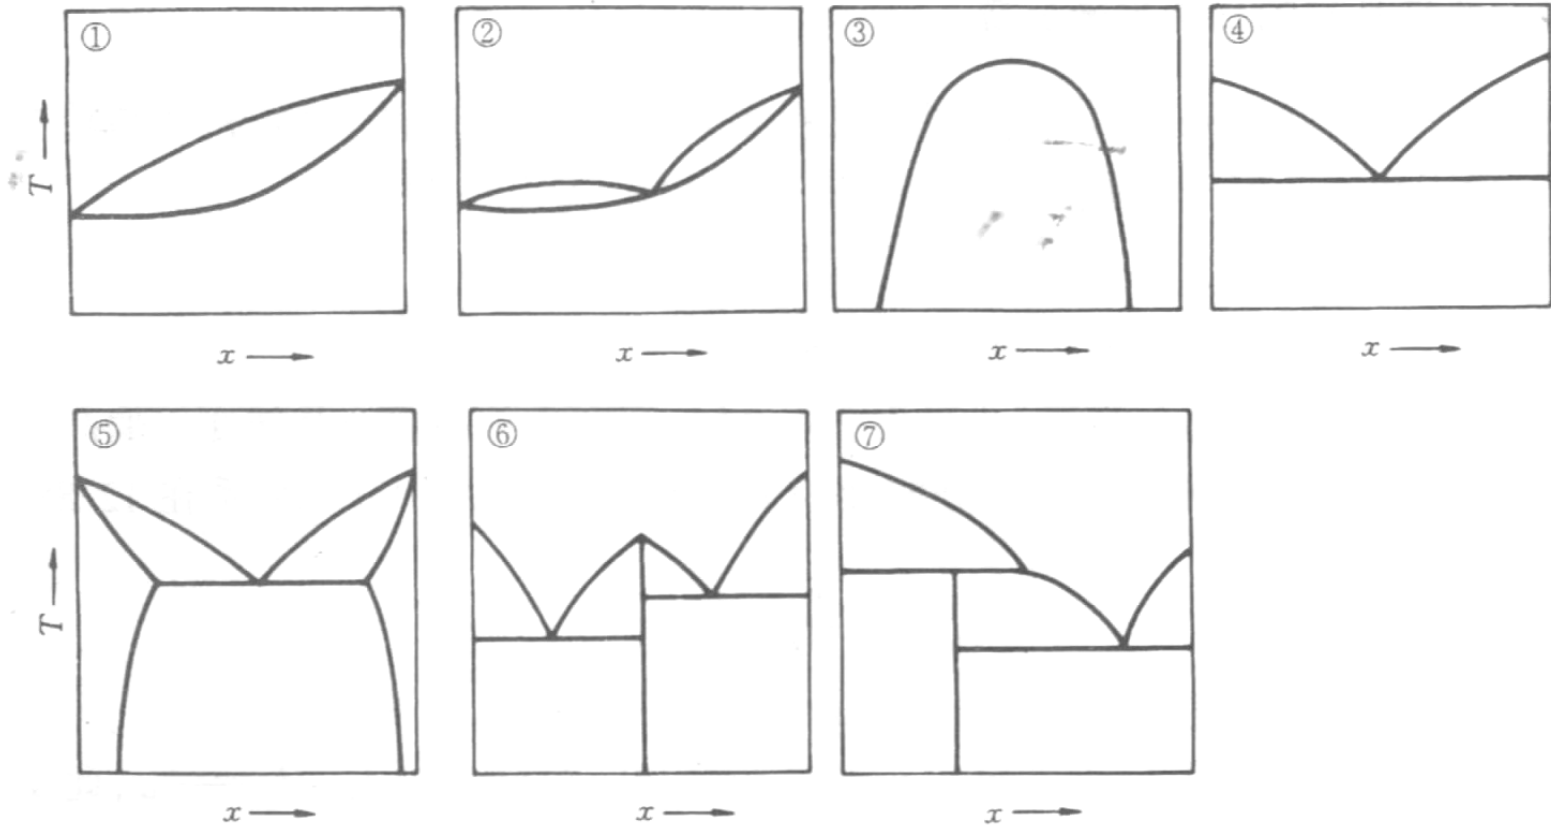 ① ② ③ ④
T
x x x x
⑤ ⑥ ⑦
T
x x x